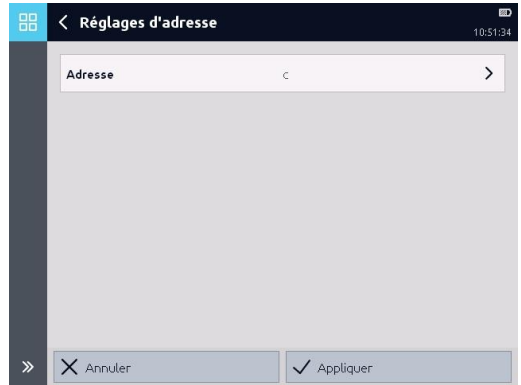 Réglages d'adresse
10:51:34
Adresse c
Annuler
Appliquer